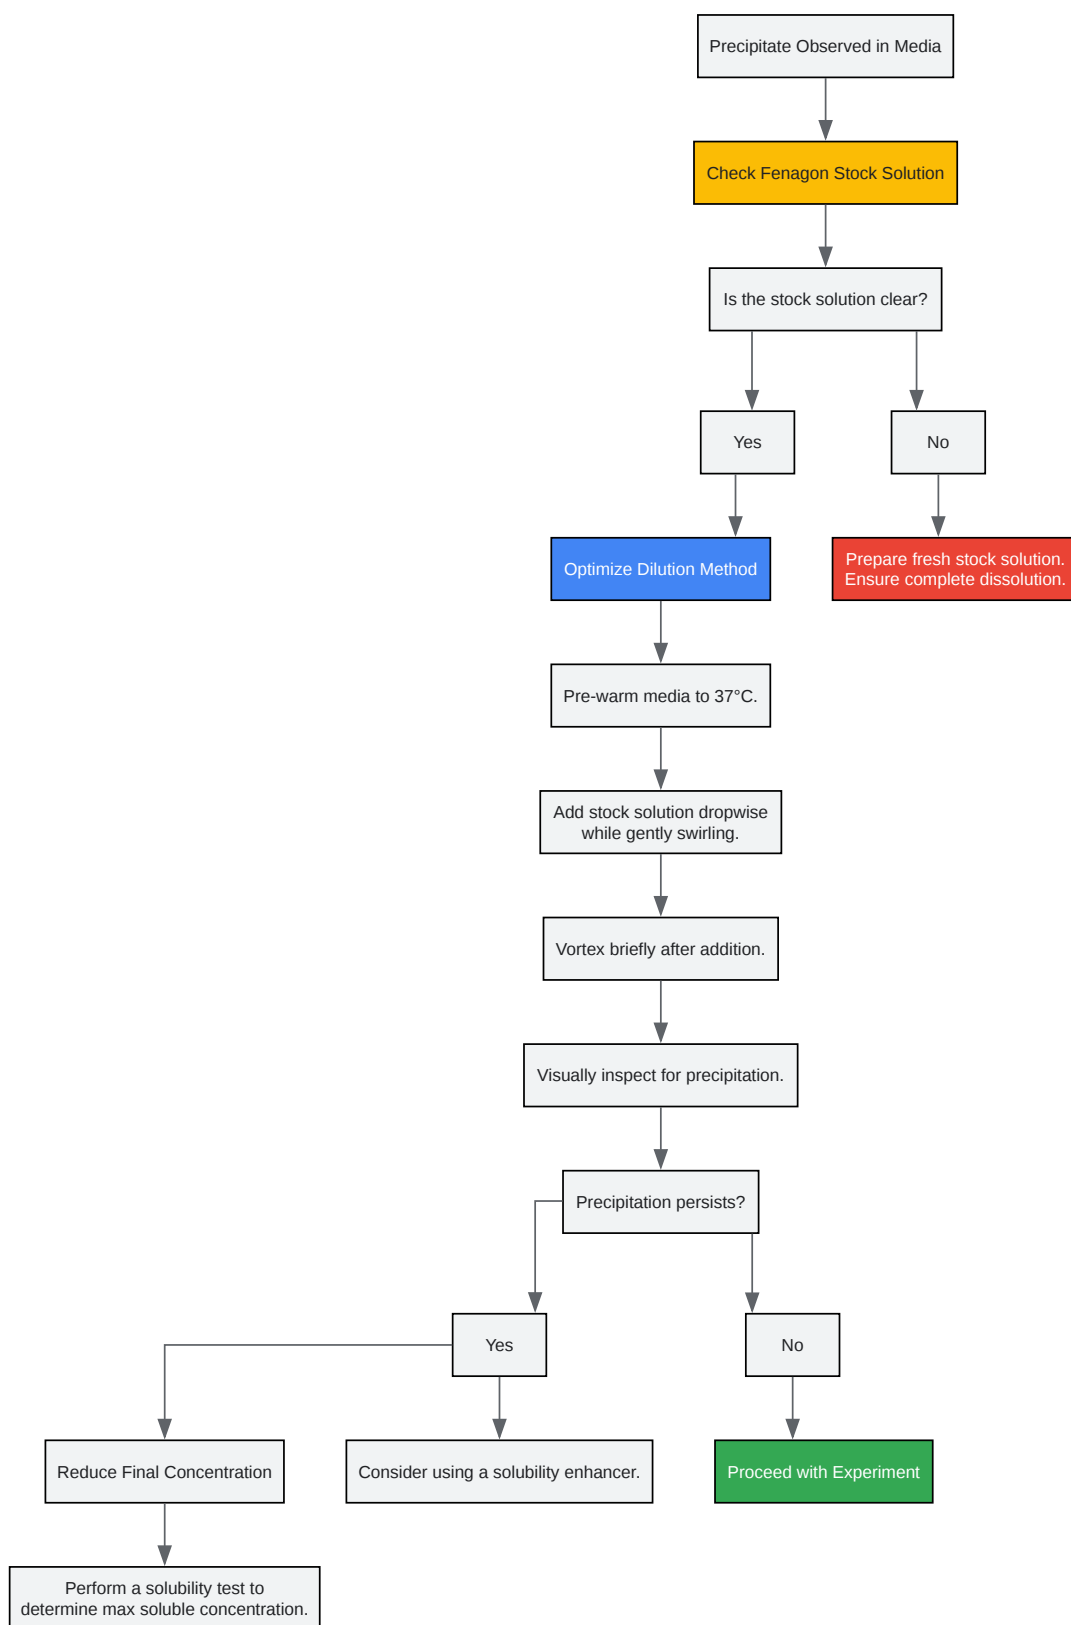 Precipitate Observed in Media
Check Fenagon Stock Solution
Is the stock solution clear?
Yes
No
Optimize Dilution Method
Prepare fresh stock solution.
Ensure complete dissolution.
Pre-warm media to 37°C.
Add stock solution dropwise
while gently swirling.
Vortex briefly after addition.
Visually inspect for precipitation.
Precipitation persists?
Yes
No
Reduce Final Concentration
Consider using a solubility enhancer.
Proceed with Experiment
Perform a solubility test to
determine max soluble concentration.